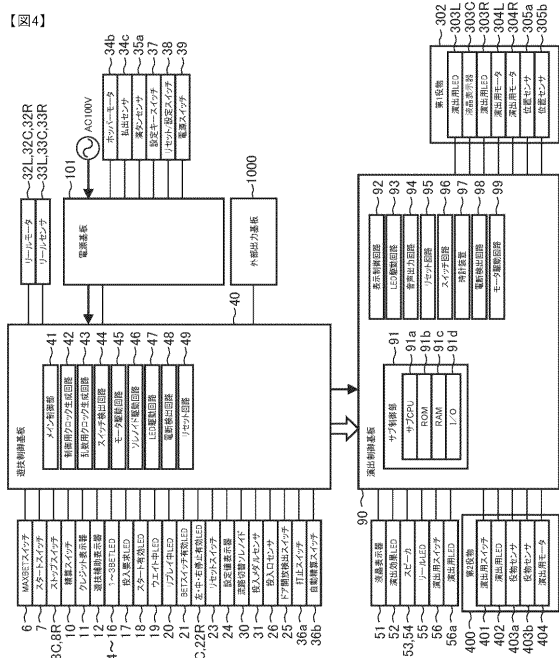 【図4】
32L,32C,32R
33L,33C,33R
リールモータ
リールセンサ
AC100V
101
電源基板
34b
34c
35a
37
38
39
ホッパーモータ
払出センサ
満タンセンサ
設定キースイッチ
リセット/設定スイッチ
電源スイッチ
1000
外部出力基板
40
遊技制御基板
41
42
43
44
45
46
47
48
49
メイン制御部
制御用クロック生成回路
乱数用クロック生成回路
スイッチ検出回路
モータ駆動回路
ソレノイド駆動回路
LED駆動回路
電断検出回路
リセット回路
6
7
8C,8R
10
11
12
4~16
17
18
19
20
21
C,22R
23
24
30
31
26
25
36a
36b
MAXBETスイッチ
スタートスイッチ
ストップスイッチ
精算スイッチ
クレジット表示器
遊技補助表示器
1~3BETLED
投入要求LED
スタート有効LED
ウエイト中LED
リプレイ中LED
BETスイッチ有効LED
左・中・右停止有効LED
リセットスイッチ
設定値表示器
流路切替ソレノイド
投入メダルセンサ
投入口センサ
ドア開放検出スイッチ
打止スイッチ
自動精算スイッチ
302
第1役物
303L
303C
303R
304L
304R
305a
305b
演出用LED
液晶表示器
演出用LED
演出用モータ
演出用モータ
位置センサ
位置センサ
90
演出制御基板
91
サブ制御部
91a
91b
91c
91d
サブCPU
ROM
RAM
I/O
92
93
94
95
96
97
98
99
表示制御回路
LED駆動回路
音声出力回路
リセット回路
スイッチ回路
時計装置
電断検出回路
モータ駆動回路
51
52
53,54
55
56
56a
液晶表示器
演出効果LED
スピーカ
リールLED
演出用スイッチ
演出用LED
400
第2役物
401
402
403a
403b
404
演出用スイッチ
演出用LED
役物センサ
役物センサ
演出用モータ